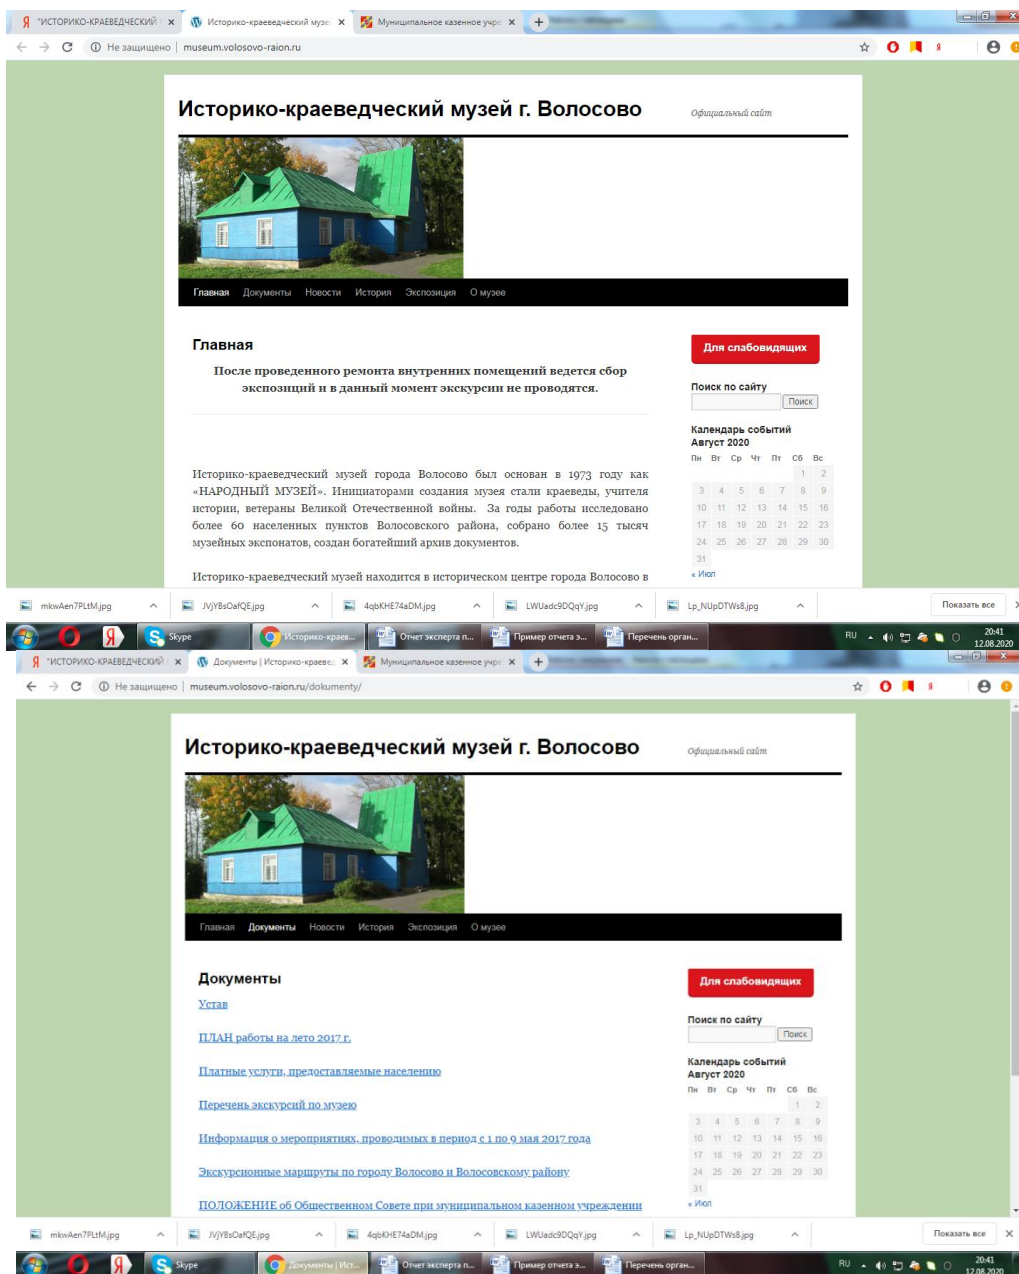 "ИСТОРИКО-КРАЕВЕДЧЕСКИЙ
Историко-краеведческий музе
Муниципальное казенное учре
Не защищено | museum.volosovo-raion.ru
Историко-краеведческий музей г. Волосово
Официальный сайт
Главная Документы Новости История Экспозиция О музее
Главная
После проведенного ремонта внутренних помещений ведется сбор
экспозиций и в данный момент экскурсии не проводятся.
Историко-краеведческий музей города Волосово был основан в 1973 году как
«НАРОДНЫЙ МУЗЕЙ». Инициаторами создания музея стали краеведы, учителя
истории, ветераны Великой Отечественной войны. За годы работы исследовано
более 60 населенных пунктов Волосовского района, собрано более 15 тысяч
музейных экспонатов, создан богатейший архив документов.
Историко-краеведческий музей находится в историческом центре города Волосово в
Для слабовидящих
Поиск по сайту
Поиск
Календарь событий
Август 2020
Пн Вт Ср Чт Пт Сб Вс
1 2
3 4 5 6 7 8 9
10 11 12 13 14 15 16
17 18 19 20 21 22 23
24 25 26 27 28 29 30
31
« Июл
mkwAen7PLtM.jpg
JVjYBsOafQE.jpg
4qbKHE74aDM.jpg
LWUadc9DQqY.jpg
Lp_NUpDTWs8.jpg
Показать все
Skype
Историко-краев...
Отчет эксперта п...
Пример отчета э...
Перечень орган...
RU
20:41
12.08.2020
"ИСТОРИКО-КРАЕВЕДЧЕСКИЙ
Документы | Историко-краеве
Муниципальное казенное учре
Не защищено | museum.volosovo-raion.ru/dokumenty/
Историко-краеведческий музей г. Волосово
Официальный сайт
Главная Документы Новости История Экспозиция О музее
Документы
Устав
ПЛАН работы на лето 2017 г.
Платные услуги, предоставляемые населению
Перечень экскурсий по музею
Информация о мероприятиях, проводимых в период с 1 по 9 мая 2017 года
Экскурсионные маршруты по городу Волосово и Волосовскому району
ПОЛОЖЕНИЕ об Общественном Совете при муниципальном казенном учреждении
Для слабовидящих
Поиск по сайту
Поиск
Календарь событий
Август 2020
Пн Вт Ср Чт Пт Сб Вс
1 2
3 4 5 6 7 8 9
10 11 12 13 14 15 16
17 18 19 20 21 22 23
24 25 26 27 28 29 30
31
« Июл
mkwAen7PLtM.jpg
JVjYBsOafQE.jpg
4qbKHE74aDM.jpg
LWUadc9DQqY.jpg
Lp_NUpDTWs8.jpg
Показать все
Skype
Документы | Ист...
Отчет эксперта п...
Пример отчета э...
Перечень орган...
RU
20:41
12.08.2020